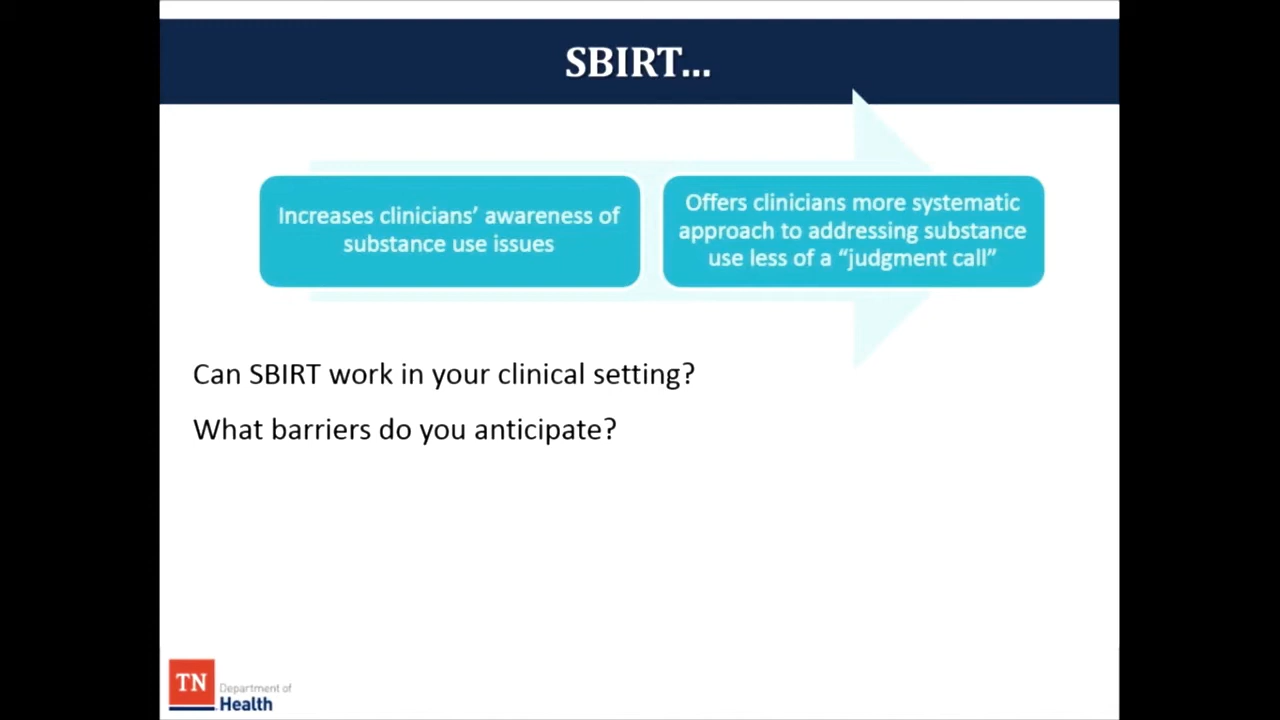 SBIRT...
Increases clinicians’ awareness of
substance use issues
Offers clinicians more systematic
approach to addressing substance
use less of a “judgment call”
Can SBIRT work in your clinical setting?
What barriers do you anticipate?
TN
Department of
Health